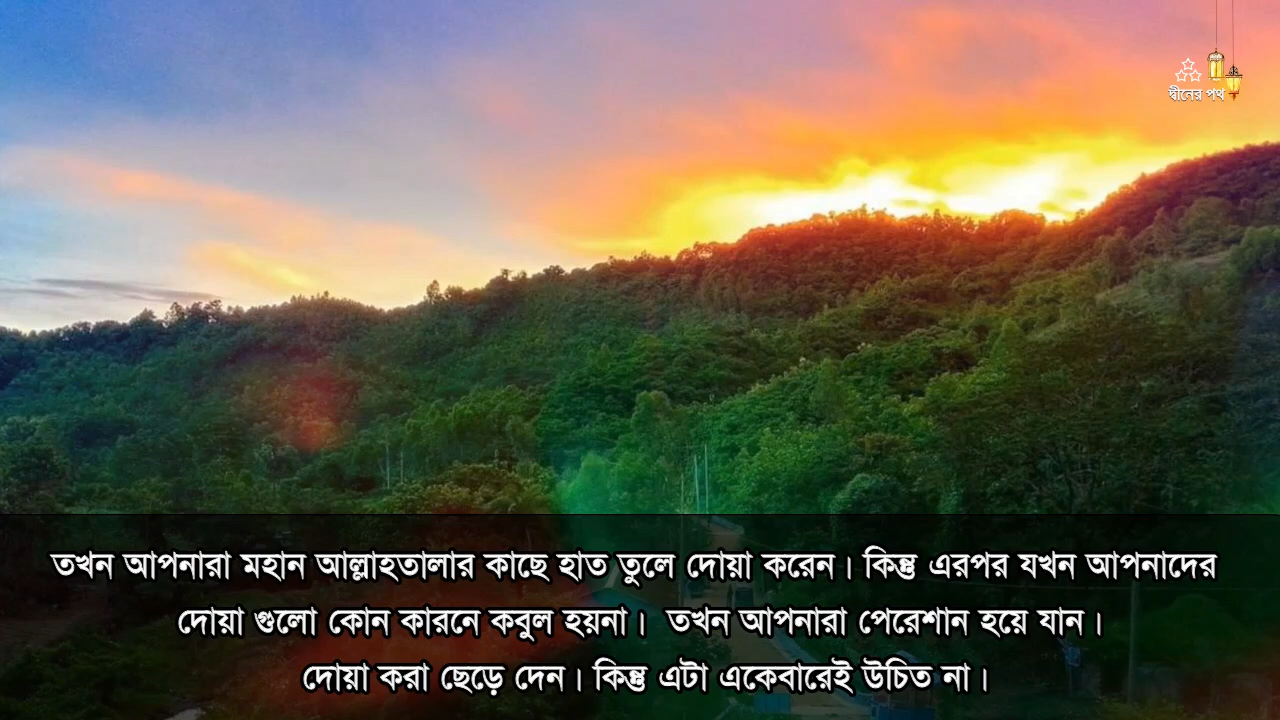 দ্বীনের পথ
তখন আপনারা মহান আল্লাহতালার কাছে হাত তুলে দোয়া করেন। কিন্তু এরপর যখন আপনাদের
দোয়া গুলো কোন কারনে কবুল হয়না। তখন আপনারা পেরেশান হয়ে যান।
দোয়া করা ছেড়ে দেন। কিন্তু এটা একেবারেই উচিত না।